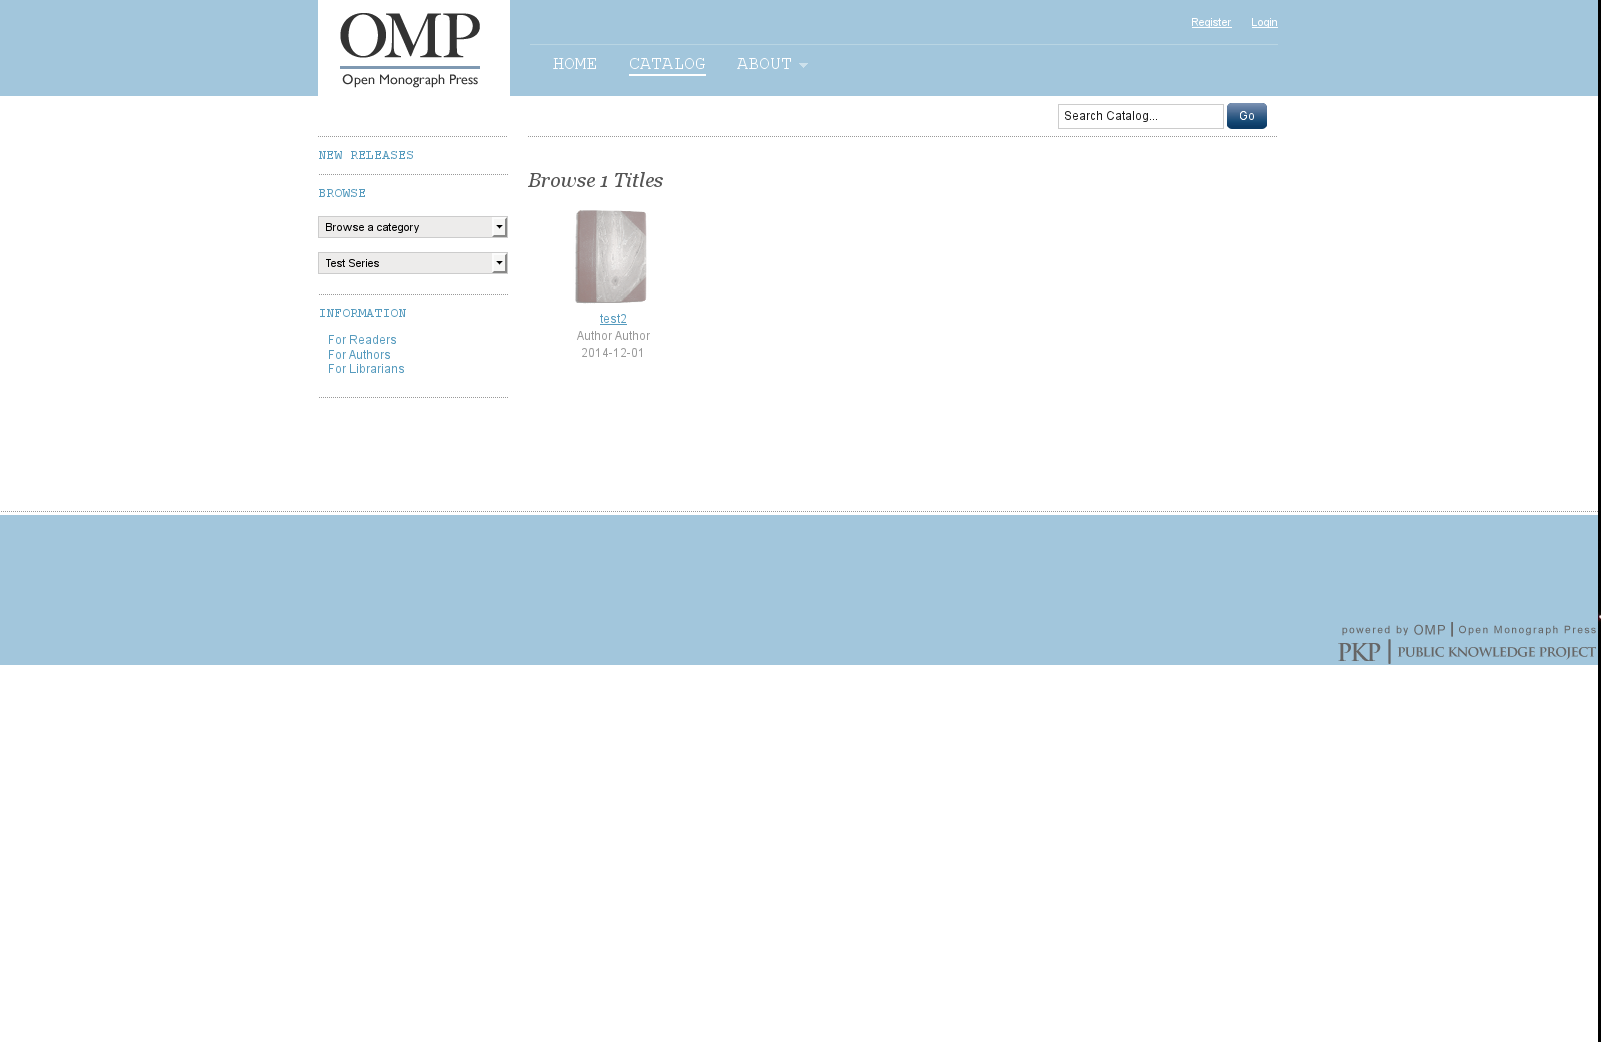 OMP
Open Monograph Press
Register Login
HOME CATALOG ABOUT
Search Catalog... Go
NEW RELEASES
BROWSE
Browse a category
Test Series
INFORMATION
For Readers
For Authors
For Librarians
Browse 1 Titles
test2
Author Author
2014-12-01
powered by OMP | Open Monograph Press
PKP | PUBLIC KNOWLEDGE PROJECT